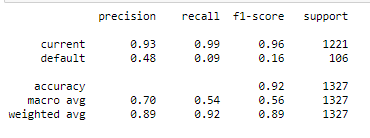 precision recall f1-score support
current 0.93 0.99 0.96 1221
default 0.48 0.09 0.16 106
accuracy 0.92 1327
macro avg 0.70 0.54 0.56 1327
weighted avg 0.89 0.92 0.89 1327